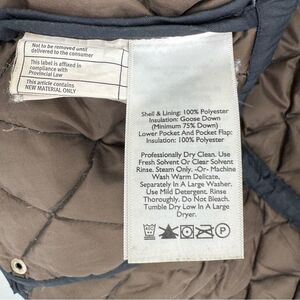 Not to be removed until
delivered to the consumer
This label is affixed in
compliance with
Provincial Law
This article contains
NEW MATERIAL ONLY
Shell & Lining: 100% Polyester
Insulation: Goose Down
(Minimum 75% Down)
Lower Pocket And Pocket Flap:
Insulation: 100% Polyester
Professionally Dry Clean. Use
Fresh Solvent Or Clear Solvent
Rinse. Steam Only. -Or- Machine
Wash Warm Delicate,
Separately In A Large Washer.
Use Mild Detergent. Rinse
Thoroughly. Do Not Bleach.
Tumble Dry Low In A Large
Dryer.